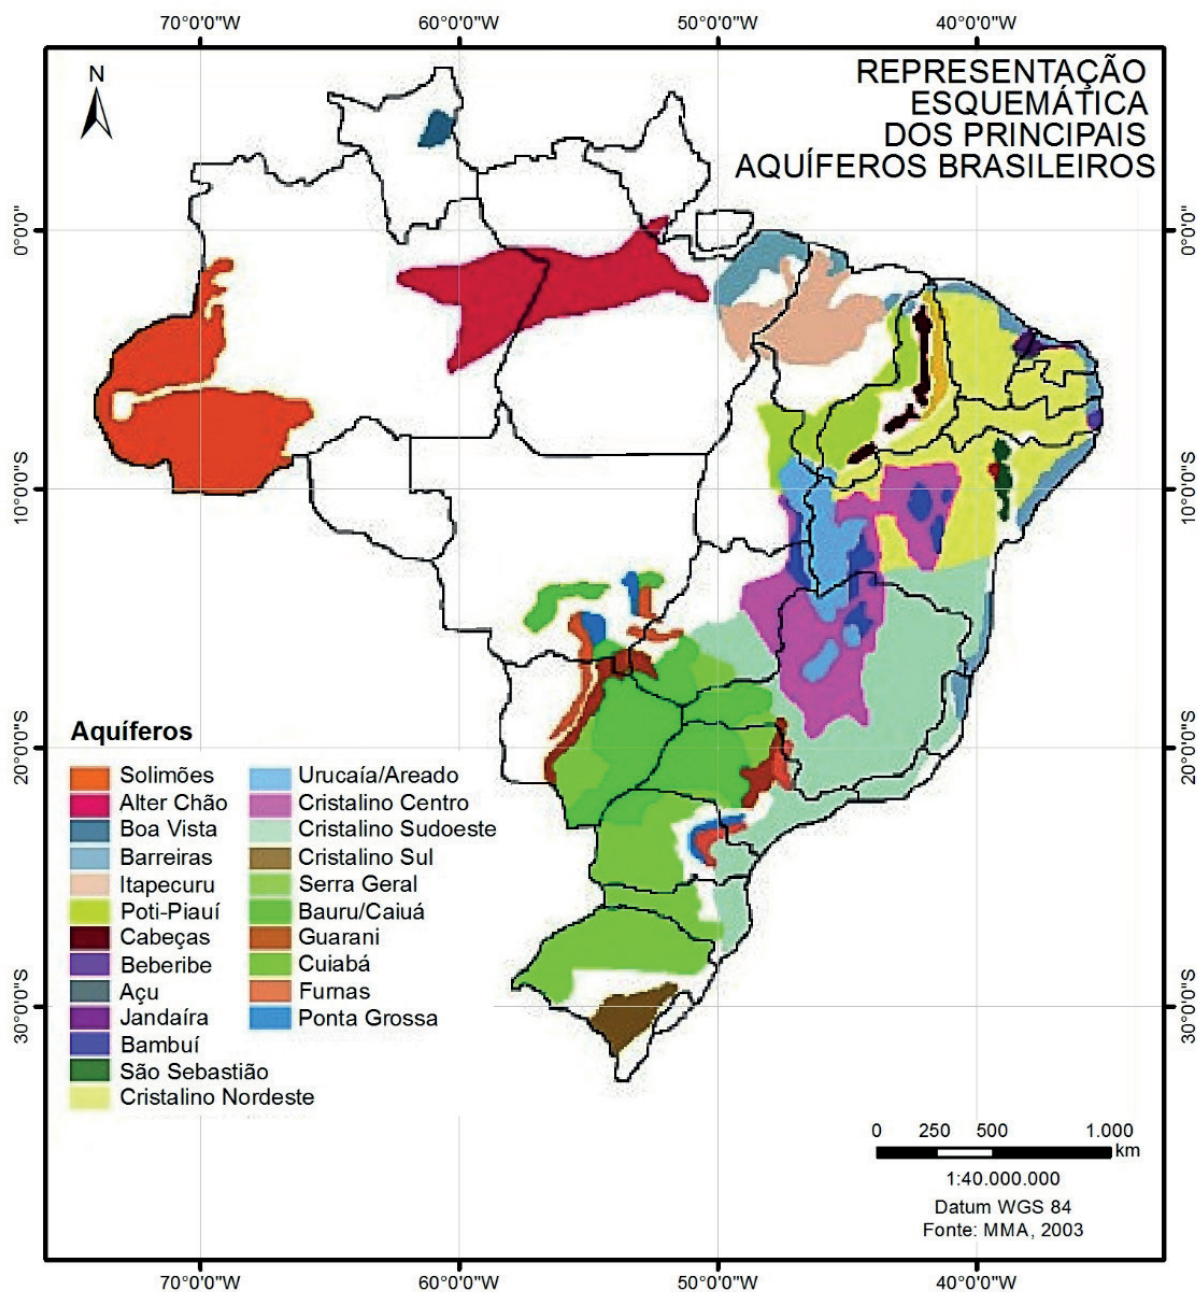 70°0'0"W 60°0'0"W 50°0'0"W 40°0'0"W
N
REPRESENTAÇÃO
ESQUEMÁTICA
DOS PRINCIPAIS
AQUÍFEROS BRASILEIROS
0°0'0" 0°0'0"
10°0'0"S 10°0'0"S
20°0'0"S 20°0'0"S
30°0'0"S 30°0'0"S
Aquíferos
Solimões
Alter Chão
Boa Vista
Barreiras
Itapecuru
Poti-Piauí
Cabeças
Beberibe
Açu
Jandaíra
Bambuí
São Sebastião
Cristalino Nordeste
Urucaía/Areado
Cristalino Centro
Cristalino Sudoeste
Cristalino Sul
Serra Geral
Bauru/Caiuá
Guarani
Cuiabá
Furnas
Ponta Grossa
0 250 500 1.000
km
1:40.000.000
Datum WGS 84
Fonte: MMA, 2003
70°0'0"W 60°0'0"W 50°0'0"W 40°0'0"W